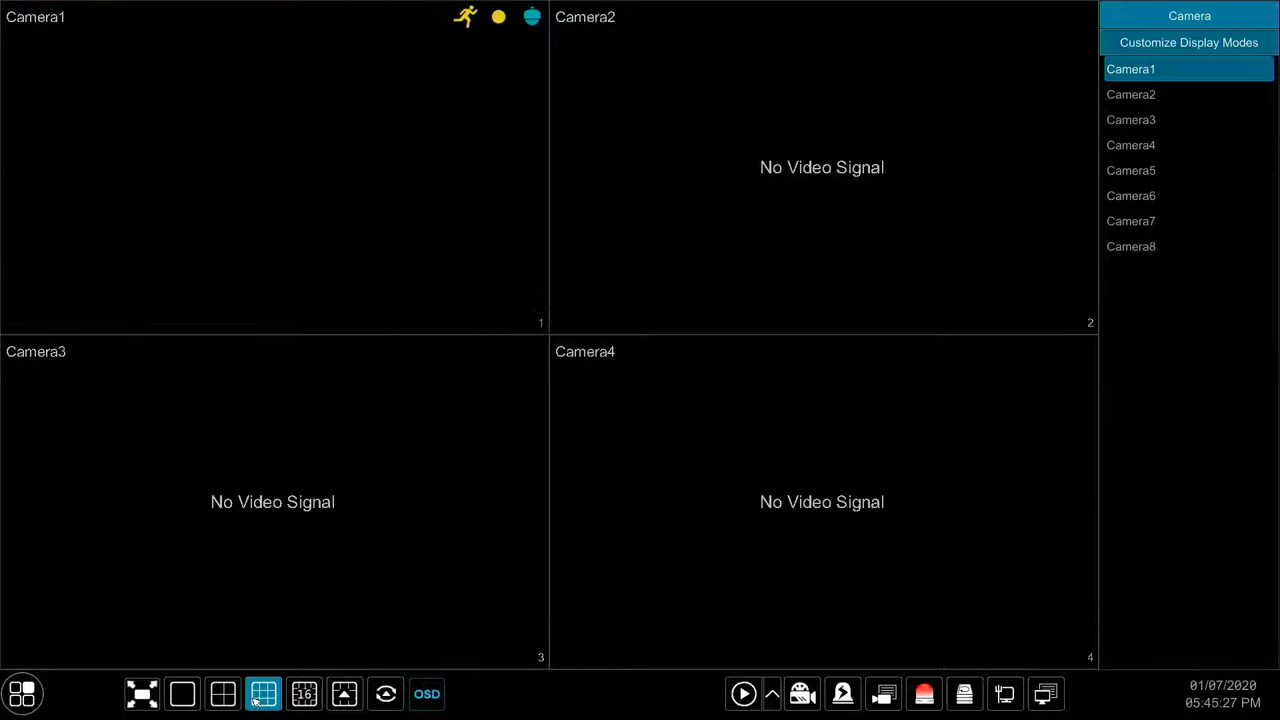 Camera1
Camera2
No Video Signal
1
2
Camera3
Camera4
No Video Signal
No Video Signal
3
4
Camera
Customize Display Modes
Camera1
Camera2
Camera3
Camera4
Camera5
Camera6
Camera7
Camera8
16
OSD
01/07/2020
05:45:27 PM